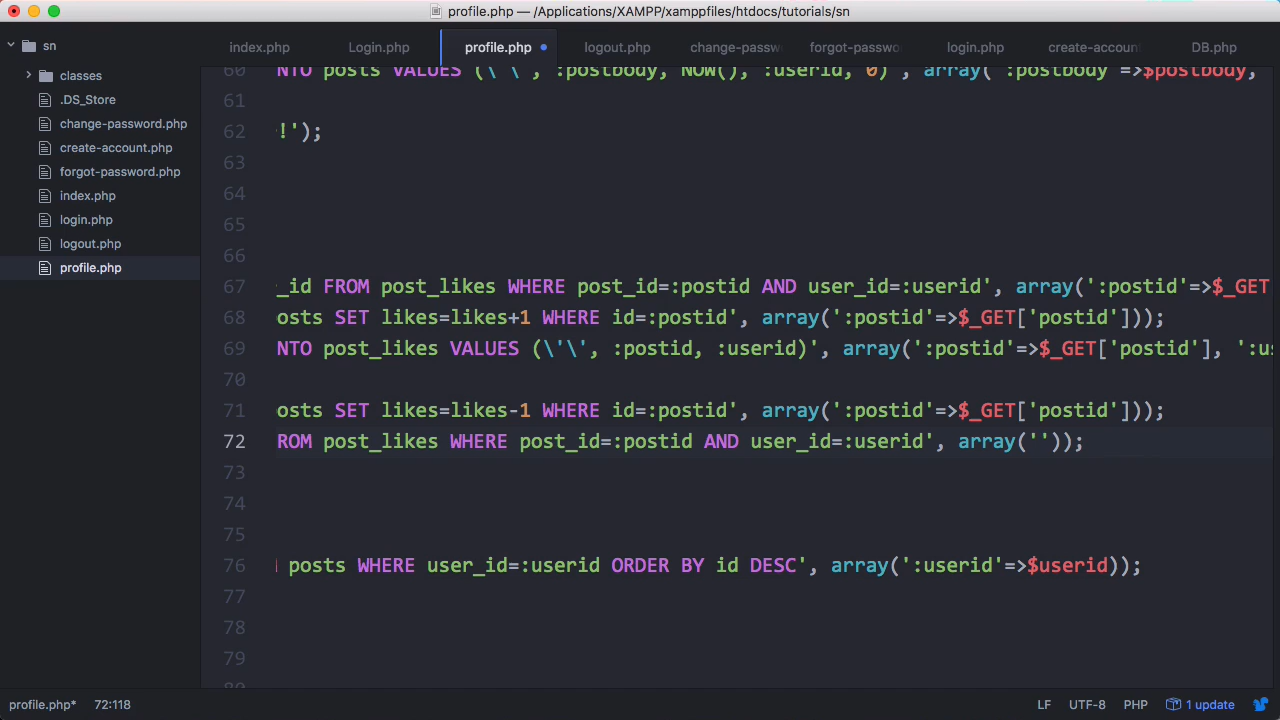 profile.php — /Applications/XAMPP/xamppfiles/htdocs/tutorials/sn
sn
index.php
Login.php
profile.php
logout.php
change-passw
forgot-passwo
login.php
create-accoun
DB.php
classes
.DS_Store
change-password.php
create-account.php
forgot-password.php
index.php
login.php
logout.php
profile.php
60 NTO posts VALUES (\'\', :postbody, NOW(), :userid, 0)', array(':postbody'=>$postbody,
61
62 !');
63
64
65
66
67 _id FROM post_likes WHERE post_id=:postid AND user_id=:userid', array(':postid'=>$_GET
68 osts SET likes=likes+1 WHERE id=:postid', array(':postid'=>$_GET['postid']));
69 NTO post_likes VALUES (\'\', :postid, :userid)', array(':postid'=>$_GET['postid'], ':us
70
71 osts SET likes=likes-1 WHERE id=:postid', array(':postid'=>$_GET['postid']));
72 ROM post_likes WHERE post_id=:postid AND user_id=:userid', array(''));
73
74
75
76 posts WHERE user_id=:userid ORDER BY id DESC', array(':userid'=>$userid));
77
78
79
80
profile.php* 72:118
LF UTF-8 PHP 1 update